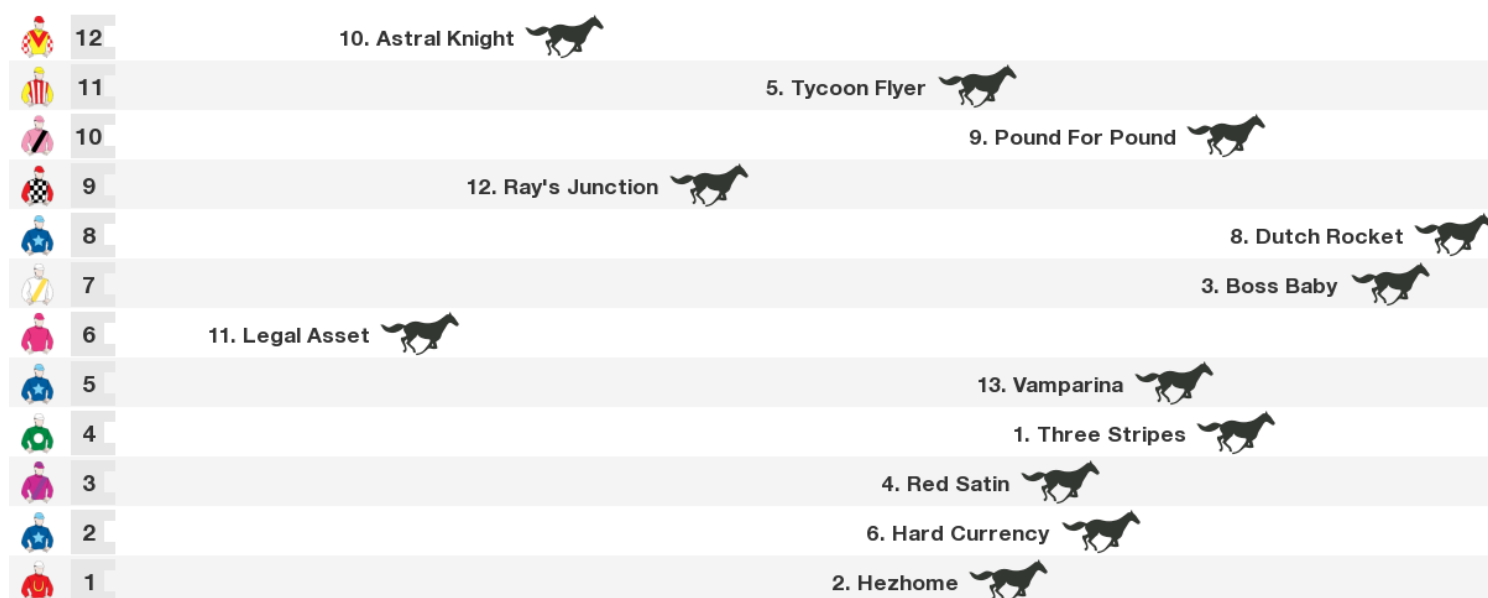 12 10. Astral Knight
11 5. Tycoon Flyer
10 9. Pound For Pound
9 12. Ray's Junction
8 8. Dutch Rocket
7 3. Boss Baby
6 11. Legal Asset
5 13. Vamparina
4 1. Three Stripes
3 4. Red Satin
2 6. Hard Currency
1 2. Hezhome